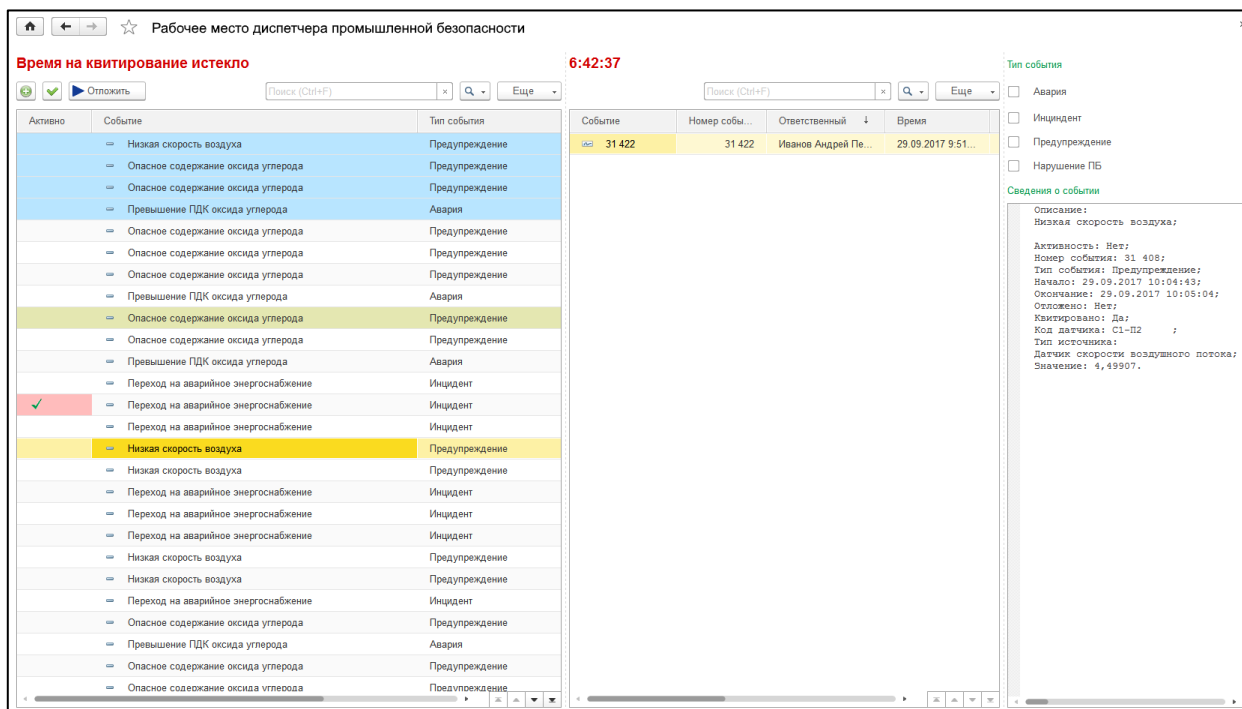 Рабочее место диспетчера промышленной безопасности
Время на квитирование истекло
6:42:37
Отложить
Поиск (Ctrl+F)
×
Еще
Поиск (Ctrl+F)
×
Еще
Активно Событие Тип события
Низкая скорость воздуха Предупреждение
Опасное содержание оксида углерода Предупреждение
Опасное содержание оксида углерода Предупреждение
Превышение ПДК оксида углерода Авария
Опасное содержание оксида углерода Предупреждение
Опасное содержание оксида углерода Предупреждение
Опасное содержание оксида углерода Предупреждение
Превышение ПДК оксида углерода Авария
Опасное содержание оксида углерода Предупреждение
Опасное содержание оксида углерода Предупреждение
Превышение ПДК оксида углерода Авария
Переход на аварийное энергоснабжение Инцидент
Переход на аварийное энергоснабжение Инцидент
Переход на аварийное энергоснабжение Инцидент
Низкая скорость воздуха Предупреждение
Низкая скорость воздуха Предупреждение
Переход на аварийное энергоснабжение Инцидент
Переход на аварийное энергоснабжение Инцидент
Переход на аварийное энергоснабжение Инцидент
Низкая скорость воздуха Предупреждение
Низкая скорость воздуха Предупреждение
Переход на аварийное энергоснабжение Инцидент
Опасное содержание оксида углерода Предупреждение
Превышение ПДК оксида углерода Авария
Опасное содержание оксида углерода Предупреждение
Опасное содержание оксида углерода Предупреждение
Событие Номер собы... Ответственный ↓ Время
31 422 31 422 Иванов Андрей Пе... 29.09.2017 9:51...
Тип события
Авария
Инциндент
Предупреждение
Нарушение ПБ
Сведения о событии
Описание:
Низкая скорость воздуха;
Активность: Нет;
Номер события: 31 408;
Тип события: Предупреждение;
Начало: 29.09.2017 10:04:43;
Окончание: 29.09.2017 10:05:04;
Отложено: Нет;
Квитировано: Да;
Код датчика: С1-П2 ;
Тип источника:
Датчик скорости воздушного потока;
Значение: 4,49907.